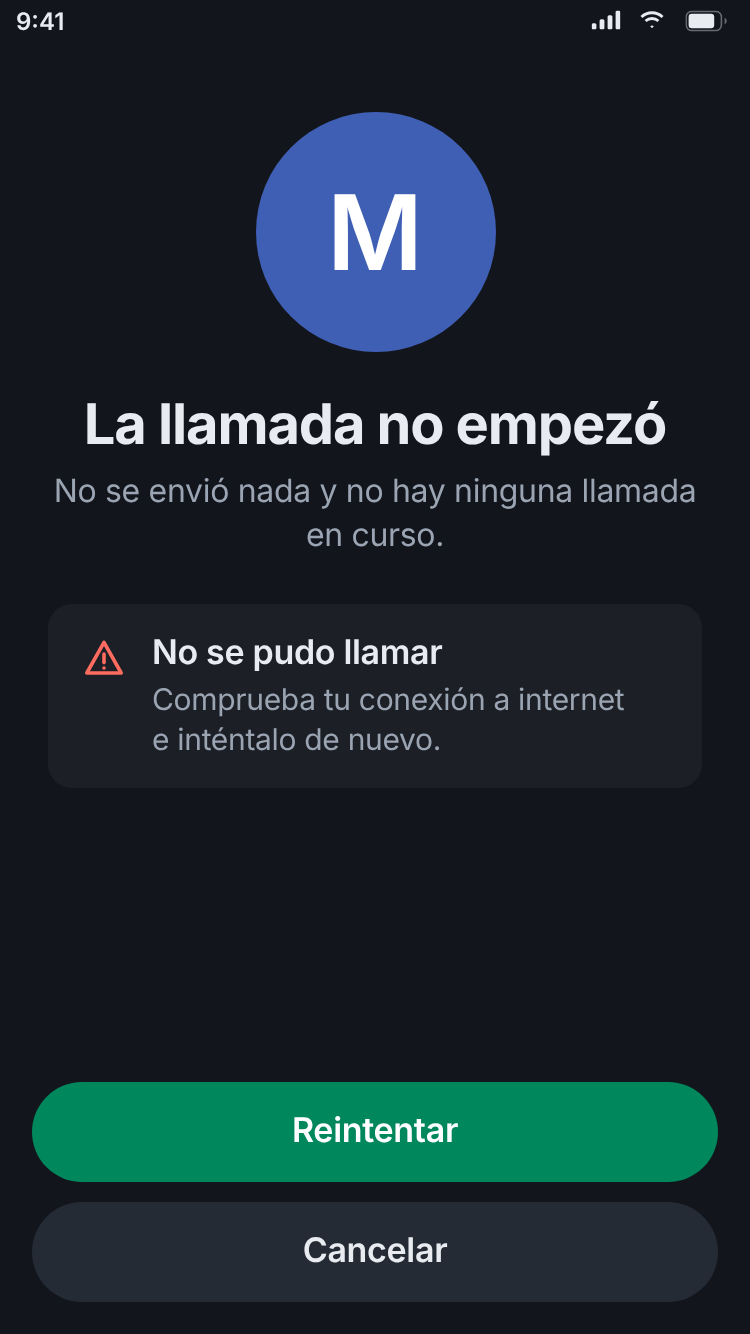 9:41
M
La llamada no empezó
No se envió nada y no hay ninguna llamada
en curso.
No se pudo llamar
Comprueba tu conexión a internet
e inténtalo de nuevo.
Reintentar
Cancelar